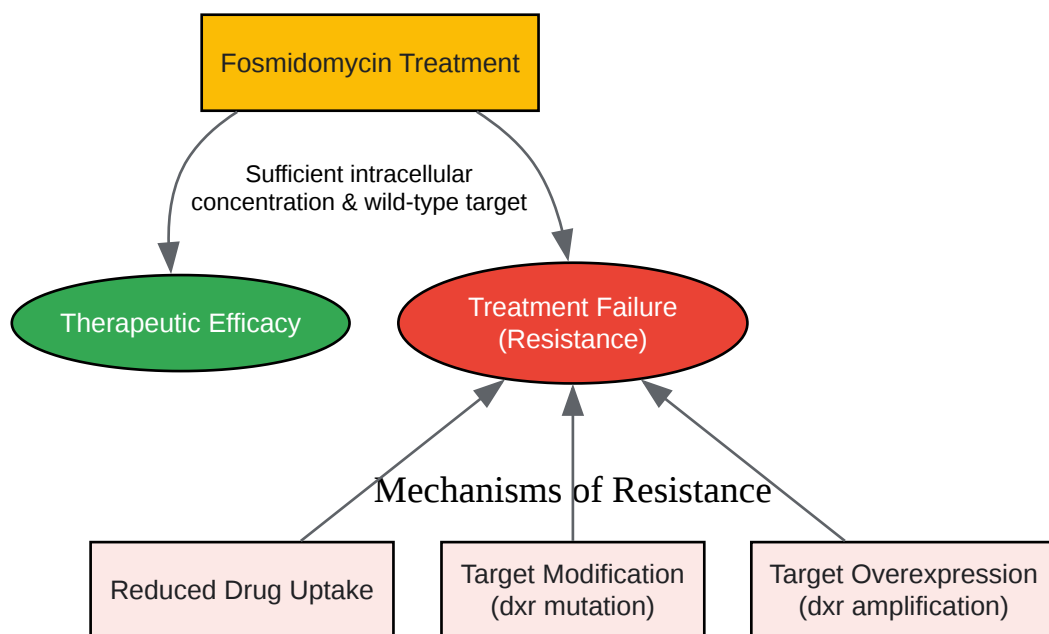 Fosmidomycin Treatment
Sufficient intracellular
concentration & wild-type target
Therapeutic Efficacy
Treatment Failure
(Resistance)
Mechanisms of Resistance
Reduced Drug Uptake
Target Modification
(dxr mutation)
Target Overexpression
(dxr amplification)